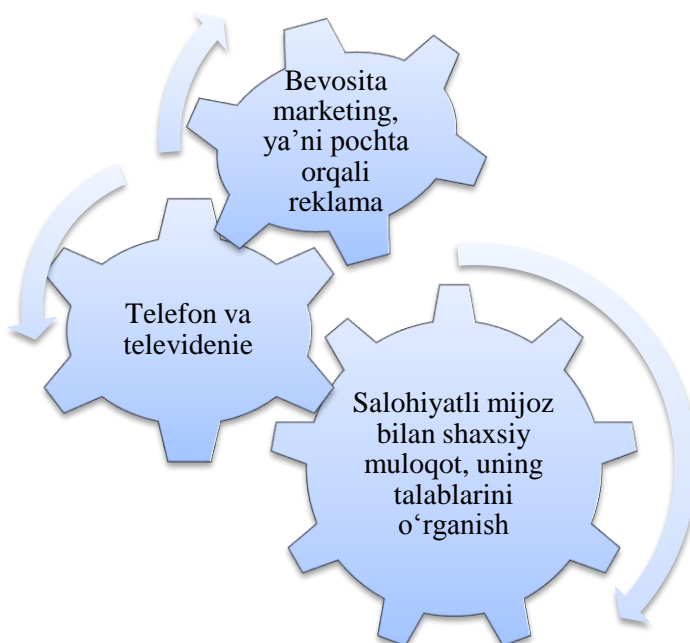 Bevosita
marketing,
ya’ni pochta
orqali
reklama
Telefon va
televidenie
Salohiyatli mijoz
bilan shaxsiy
muloqot, uning
talablarini
o‘rganish